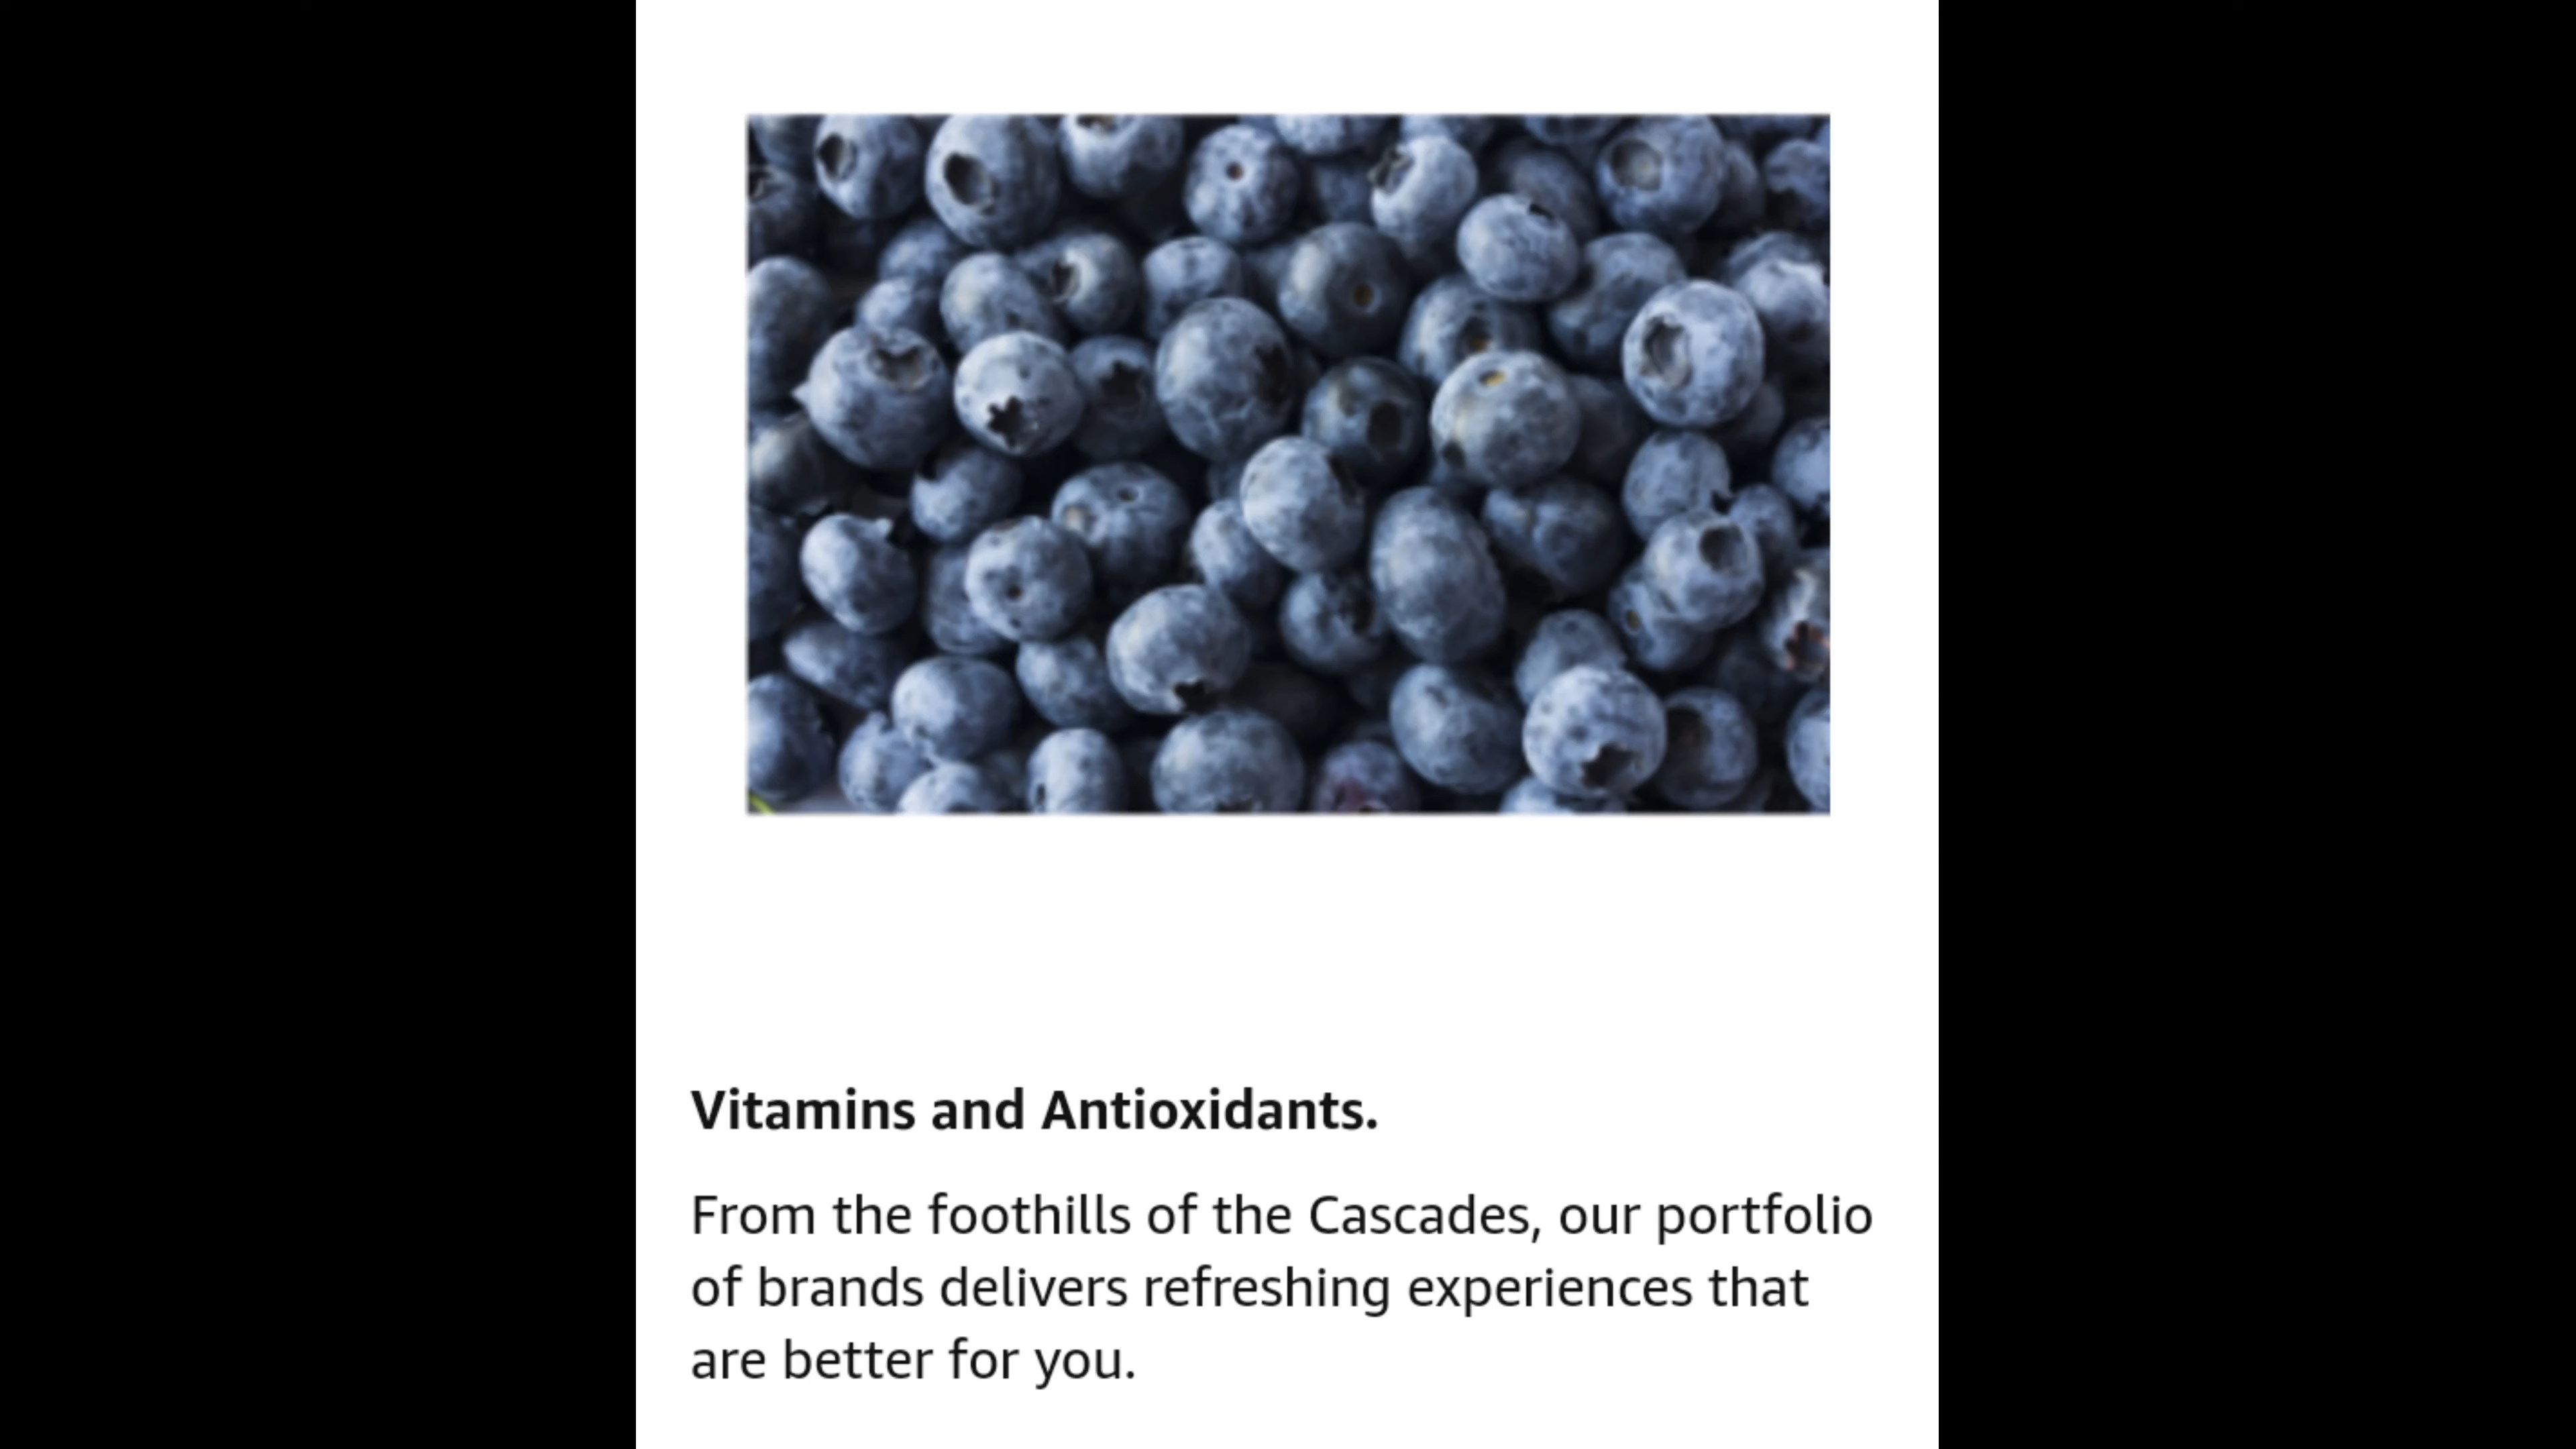 Vitamins and Antioxidants.
From the foothills of the Cascades, our portfolio
of brands delivers refreshing experiences that
are better for you.